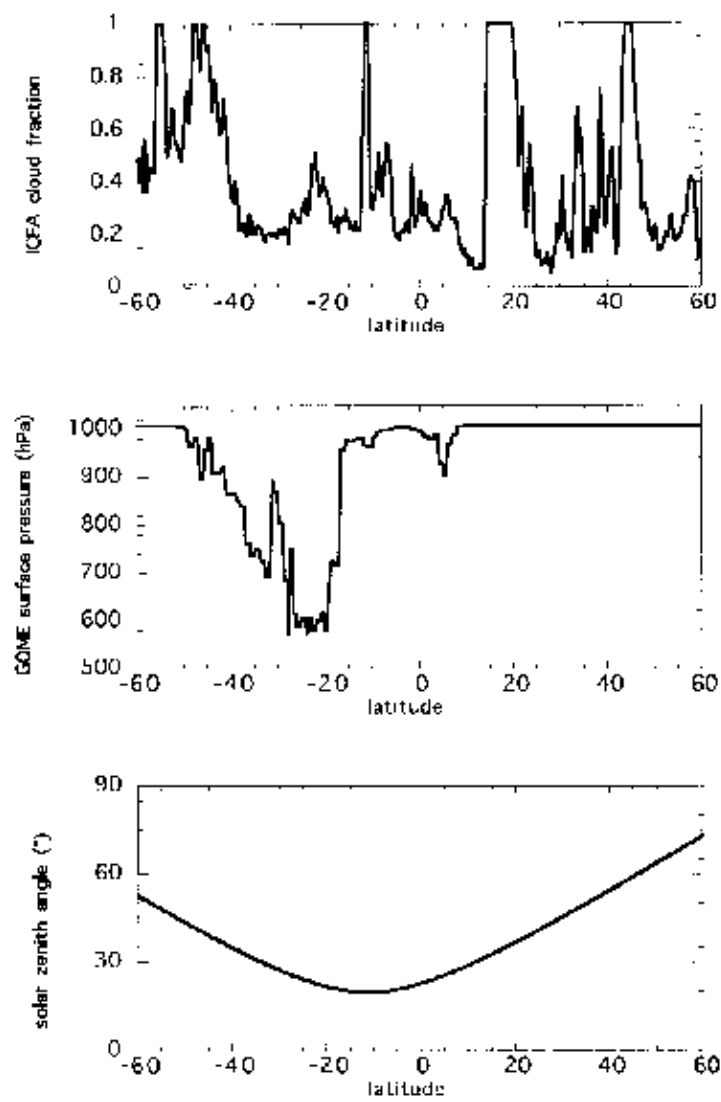 1
0.8
0.6
0.4
0.2
0
ICFA cloud fraction
-60 -40 -20 0 20 40 60
latitude
1000
900
800
700
600
500
GOME surface pressure (hPa)
-60 -40 -20 0 20 40 60
latitude
90
60
30
0
solar zenith angle (°)
-60 -40 -20 0 20 40 60
latitude